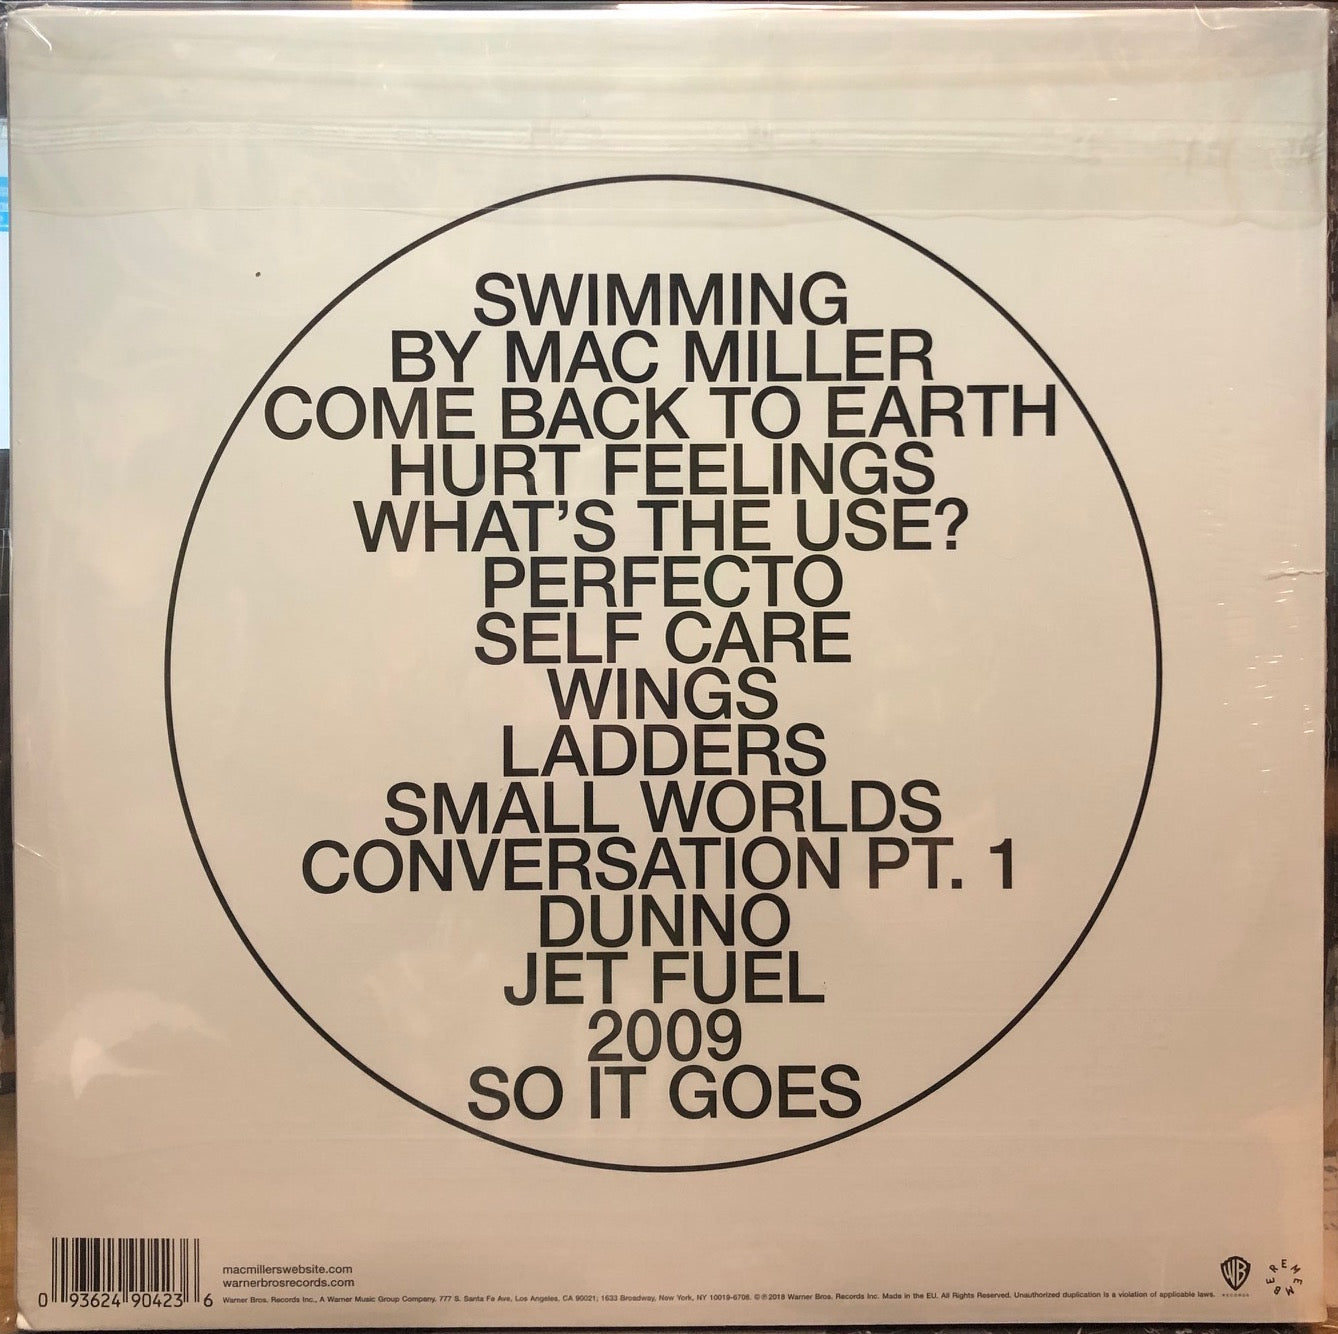 SWIMMING
BY MAC MILLER
COME BACK TO EARTH
HURT FEELINGS
WHAT'S THE USE?
PERFECTO
SELF CARE
WINGS
LADDERS
SMALL WORLDS
CONVERSATION PT. 1
DUNNO
JET FUEL
2009
SO IT GOES
macmillerswebsite.com
warnerbrosrecords.com
0 93624 90423 6
Warner Bros. Records Inc., A Warner Music Group Company, 777 S. Santa Fe Ave, Los Angeles, CA 90021; 1633 Broadway, New York, NY 10019-6708. ©℗2018 Warner Bros. Records Inc. Made in the EU. All Rights Reserved. Unauthorized duplication is a violation of applicable laws.
WB
RECORDS
REMEMBER